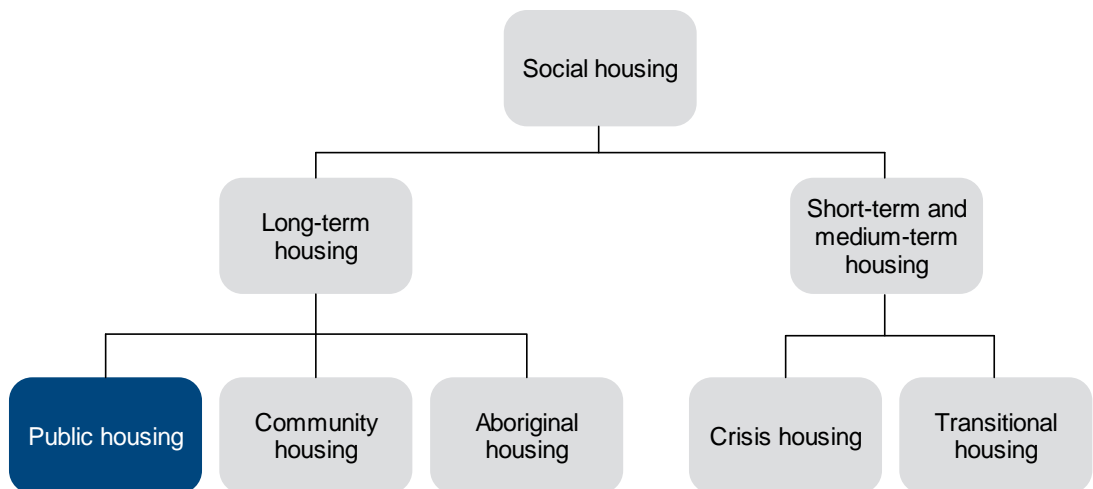 Social housing
Long-term
housing
Short-term and
medium-term
housing
Public housing
Community
housing
Aboriginal
housing
Crisis housing
Transitional
housing